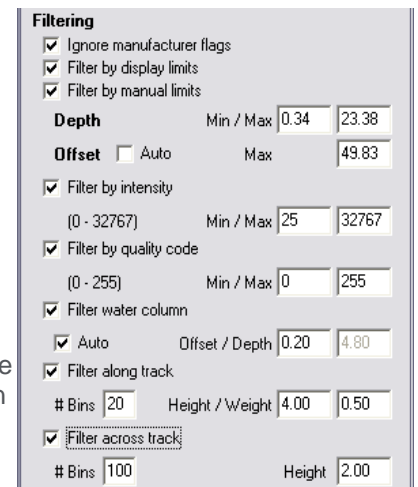 Filtering
Ignore manufacturer flags
Filter by display limits
Filter by manual limits
Depth Min / Max 0.34 23.38
Offset Auto Max 49.83
Filter by intensity
(0 - 32767) Min / Max 25 32767
Filter by quality code
(0 - 255) Min / Max 0 255
Filter water column
Auto Offset / Depth 0.20 4.80
Filter along track
# Bins 20 Height / Weight 4.00 0.50
Filter across track
# Bins 100 Height 2.00